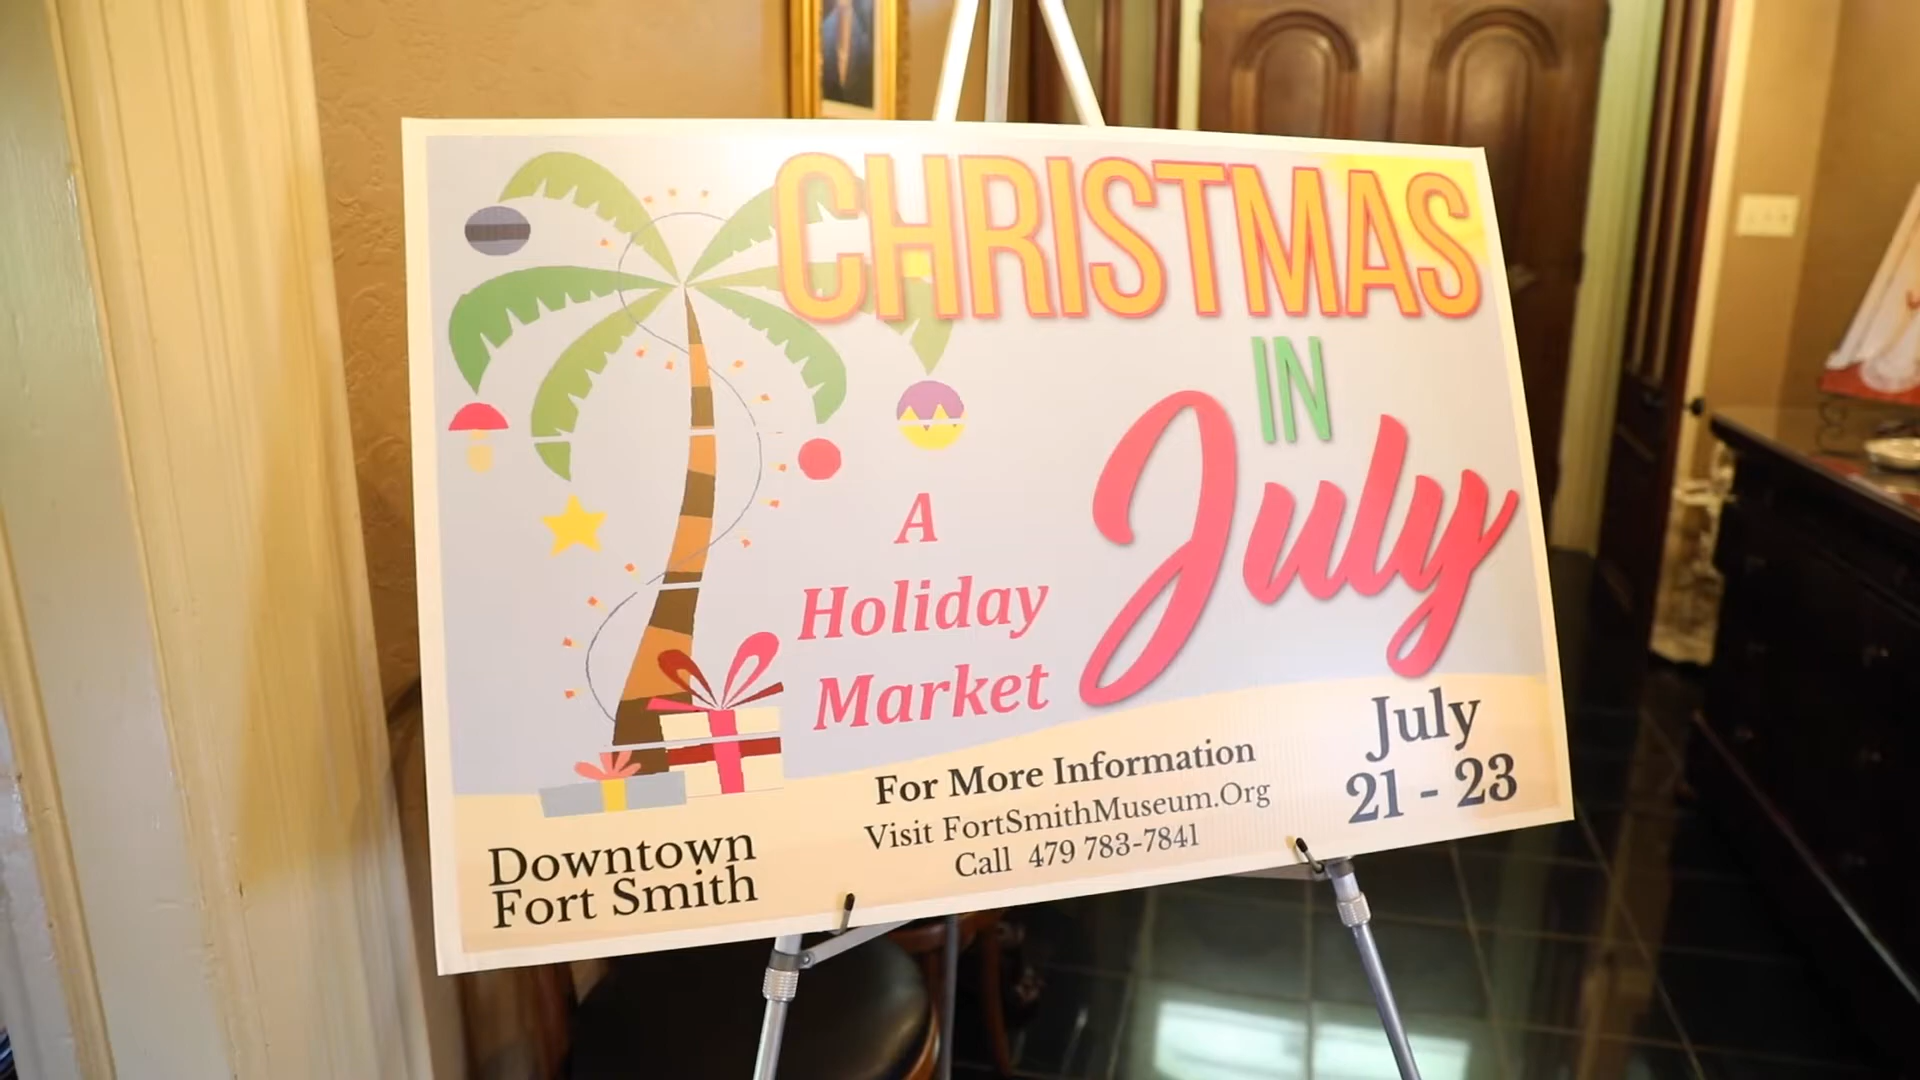 CHRISTMAS
IN
July
A
Holiday
Market
For More Information
Visit FortSmithMuseum.Org
Call 479 783-7841
July
21 - 23
Downtown
Fort Smith